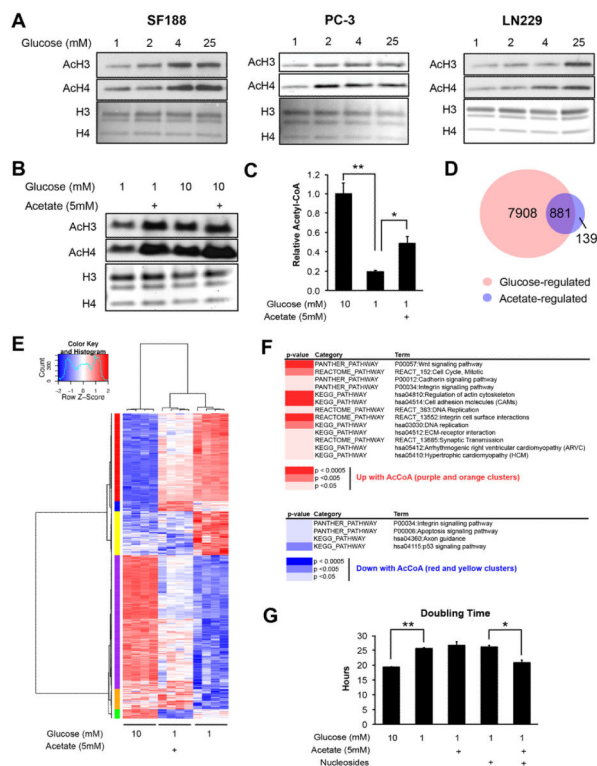 A
SF188
PC-3
LN229
Glucose (mM) 1 2 4 25 1 2 4 25 1 2 4 25
AcH3 AcH3 AcH3
AcH4 AcH4 AcH4
H3 H3 H3
H4 H4 H4
B
Glucose (mM) 1 1 10 10
Acetate (5mM) + +
AcH3
AcH4
H3
H4
C
Relative Acetyl-CoA
1.2
1.0
0.8
0.6
0.4
0.2
0
**
*
Glucose (mM) 10 1 1
Acetate (5mM) +
D
7908 881 139
Glucose-regulated
Acetate-regulated
E
Color Key
and Histogram
Count
0 40
-2 -1 0 1 2
Row Z-Score
Glucose (mM) 10 1 1
Acetate (5mM) +
F
p-value Category Term
PANTHER_PATHWAY P00057:Wnt signaling pathway
REACTOME_PATHWAY REACT_152:Cell Cycle, Mitotic
PANTHER_PATHWAY P00012:Cadherin signaling pathway
PANTHER_PATHWAY P00034:Integrin signalling pathway
KEGG_PATHWAY hsa04810:Regulation of actin cytoskeleton
KEGG_PATHWAY hsa04514:Cell adhesion molecules (CAMs)
REACTOME_PATHWAY REACT_383:DNA Replication
REACTOME_PATHWAY REACT_13552:Integrin cell surface interactions
KEGG_PATHWAY hsa03030:DNA replication
KEGG_PATHWAY hsa04512:ECM-receptor interaction
REACTOME_PATHWAY REACT_13685:Synaptic Transmission
KEGG_PATHWAY hsa05412:Arrhythmogenic right ventricular cardiomyopathy (ARVC)
KEGG_PATHWAY hsa05410:Hypertrophic cardiomyopathy (HCM)
p < 0.0005
p <0.005
p <0.05
Up with AcCoA (purple and orange clusters)
p-value Category Term
PANTHER_PATHWAY P00034:Integrin signalling pathway
PANTHER_PATHWAY P00006:Apoptosis signaling pathway
KEGG_PATHWAY hsa04360:Axon guidance
KEGG_PATHWAY hsa04115:p53 signaling pathway
p < 0.0005
p <0.005
p <0.05
Down with AcCoA (red and yellow clusters)
G
Doubling Time
Hours
30
25
20
15
10
5
0
**
*
Glucose (mM) 10 1 1 1 1
Acetate (5mM) + +
Nucleosides + +